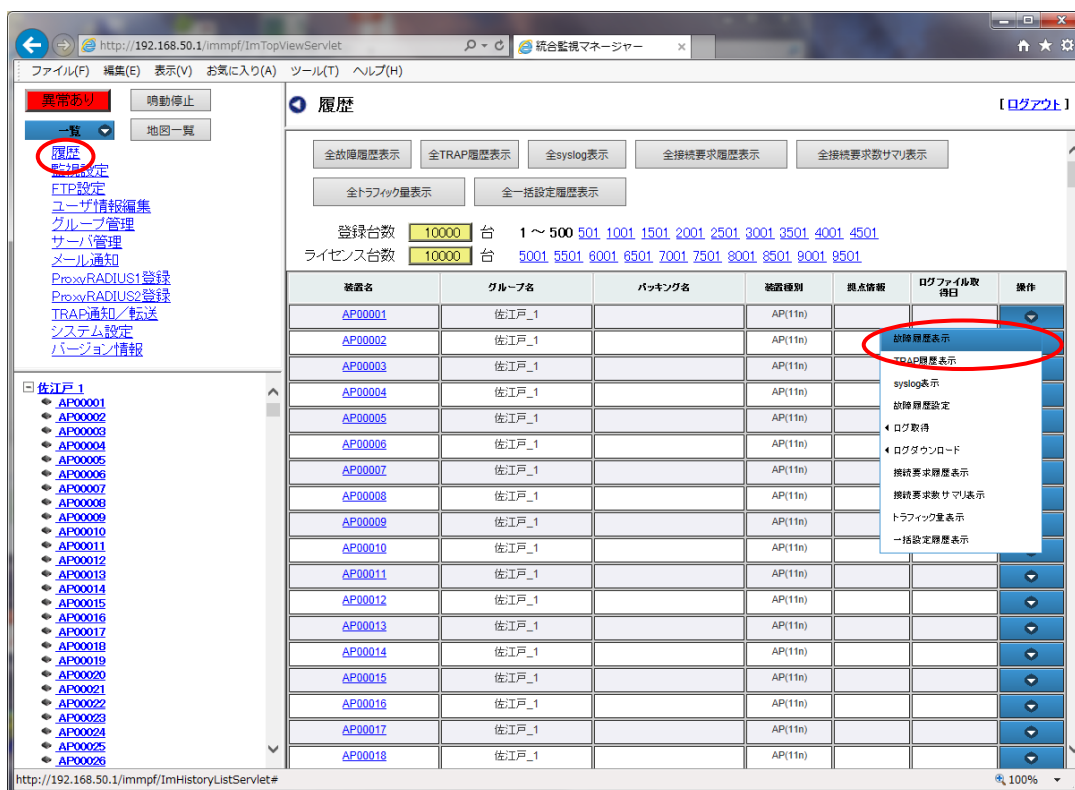 http://192.168.50.1/immpf/ImTopViewServlet
統合監視マネージャー
ファイル(F) 編集(E) 表示(V) お気に入り(A) ツール(T) ヘルプ(H)
異常あり 鳴動停止
一覧 地図一覧
履歴
監視設定
FTP設定
ユーザ情報編集
グループ管理
サーバ管理
メール通知
ProxyRADIUS1登録
ProxyRADIUS2登録
TRAP通知/転送
システム設定
バージョン情報
佐江戸 1
AP00001
AP00002
AP00003
AP00004
AP00005
AP00006
AP00007
AP00008
AP00009
AP00010
AP00011
AP00012
AP00013
AP00014
AP00015
AP00016
AP00017
AP00018
AP00019
AP00020
AP00021
AP00022
AP00023
AP00024
AP00025
AP00026
履歴 [ ログアウト ]
全故障履歴表示 全TRAP履歴表示 全syslog表示 全接続要求履歴表示 全接続要求数サマリ表示
全トラフィック量表示 全一括設定履歴表示
登録台数 10000 台 1 ～ 500 501 1001 1501 2001 2501 3001 3501 4001 4501
ライセンス台数 10000 台 5001 5501 6001 6501 7001 7501 8001 8501 9001 9501
装置名 グループ名 パッキング名 装置種別 拠点情報 ログファイル取得日 操作
AP00001 佐江戸_1 AP(11n)
AP00002 佐江戸_1 AP(11n)
AP00003 佐江戸_1 AP(11n)
AP00004 佐江戸_1 AP(11n)
AP00005 佐江戸_1 AP(11n)
AP00006 佐江戸_1 AP(11n)
AP00007 佐江戸_1 AP(11n)
AP00008 佐江戸_1 AP(11n)
AP00009 佐江戸_1 AP(11n)
AP00010 佐江戸_1 AP(11n)
AP00011 佐江戸_1 AP(11n)
AP00012 佐江戸_1 AP(11n)
AP00013 佐江戸_1 AP(11n)
AP00014 佐江戸_1 AP(11n)
AP00015 佐江戸_1 AP(11n)
AP00016 佐江戸_1 AP(11n)
AP00017 佐江戸_1 AP(11n)
AP00018 佐江戸_1 AP(11n)
故障履歴表示
TRAP履歴表示
syslog表示
故障履歴設定
ログ取得
ログダウンロード
接続要求履歴表示
接続要求数サマリ表示
トラフィック量表示
一括設定履歴表示
http://192.168.50.1/immpf/ImHistoryListServlet#
100%